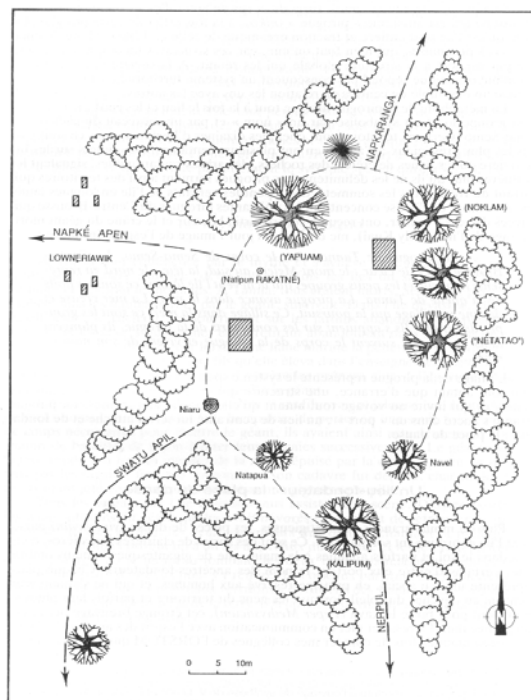 NAPKARANGA
(NOKLAM)
NAPKÉ APEN
(YAPUAM)
LOWNERIAWIK
(Natipun RAKATNE)
("NETATAO")
Niaru
SWATU APIL
Natapua
Navel
(KALIPUM)
NERPUL
N
0 5 10m